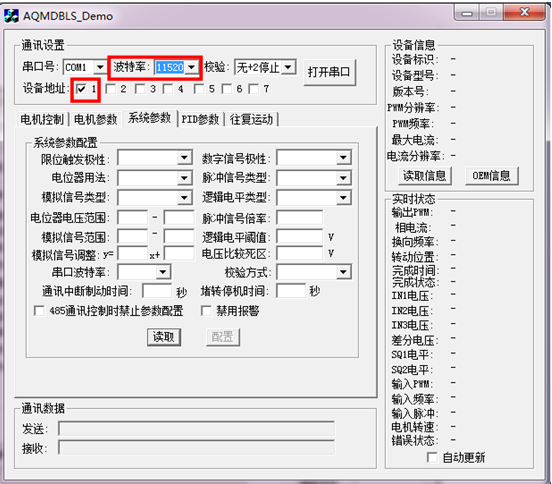 AQMDBLS_Demo
通讯设置
串口号: COM1 波特率: 11520 校验: 无+2停止 打开串口
设备地址: 1 2 3 4 5 6 7
电机控制 电机参数 系统参数 PID参数 往复运动
系统参数配置
限位触发极性: 数字信号极性:
电位器用法: 脉冲信号类型:
模拟信号类型: 逻辑电平类型:
电位器电压范围: - 脉冲信号倍率:
模拟信号范围: - 逻辑电平阈值: V
模拟信号调整: y= x+ 电压比较死区: V
串口波特率: 校验方式:
通讯中断制动时间: 秒 堵转停机时间: 秒
485通讯控制时禁止参数配置 禁用报警
读取 配置
通讯数据
发送:
接收:
设备信息
设备标识: -
设备型号: -
版本号: -
PWM分辨率: -
PWM频率: -
最大电流: -
电流分辨率: -
读取信息 OEM信息
实时状态
输出PWM: -
相电流: -
换向频率: -
转动位置: -
完成时间: -
完成状态: -
IN1电压: -
IN2电压: -
IN3电压: -
差分电压: -
SQ1电平: -
SQ2电平: -
输入PWM: -
输入频率: -
输入脉冲: -
电机转速: -
错误状态: -
自动更新